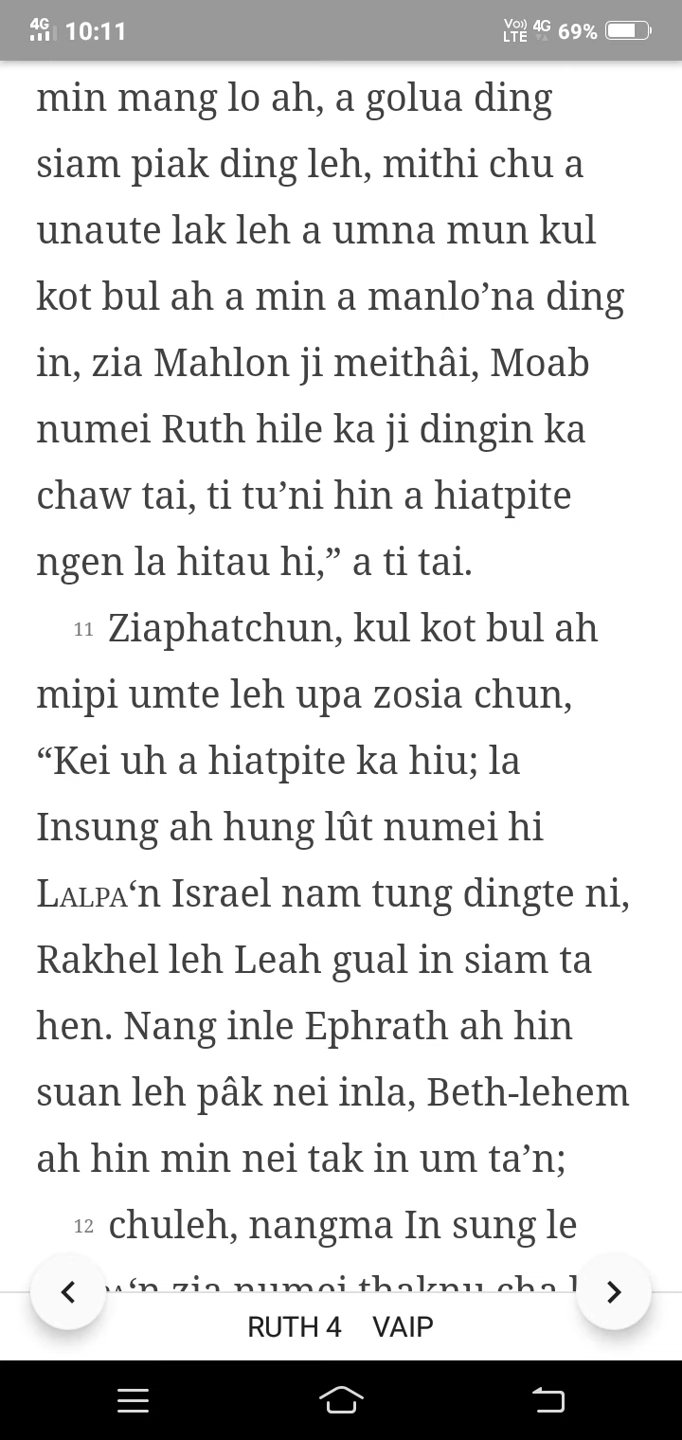 4G 10:11 Vo)) LTE 4G 69%
min mang lo ah, a golua ding
siam piak ding leh, mithi chu a
unaute lak leh a umna mun kul
kot bul ah a min a manlo’na ding
in, zia Mahlon ji meithâi, Moab
numei Ruth hile ka ji dingin ka
chaw tai, ti tu’ni hin a hiatpite
ngen la hitau hi,” a ti tai.
11 Ziaphatchun, kul kot bul ah
mipi umte leh upa zosia chun,
“Kei uh a hiatpite ka hiu; la
Insung ah hung lût numei hi
LALPA‘n Israel nam tung dingte ni,
Rakhel leh Leah gual in siam ta
hen. Nang inle Ephrath ah hin
suan leh pâk nei inla, Beth-lehem
ah hin min nei tak in um ta’n;
12 chuleh, nangma In sung le
‘n zia numei thaknu cha
RUTH 4 VAIP